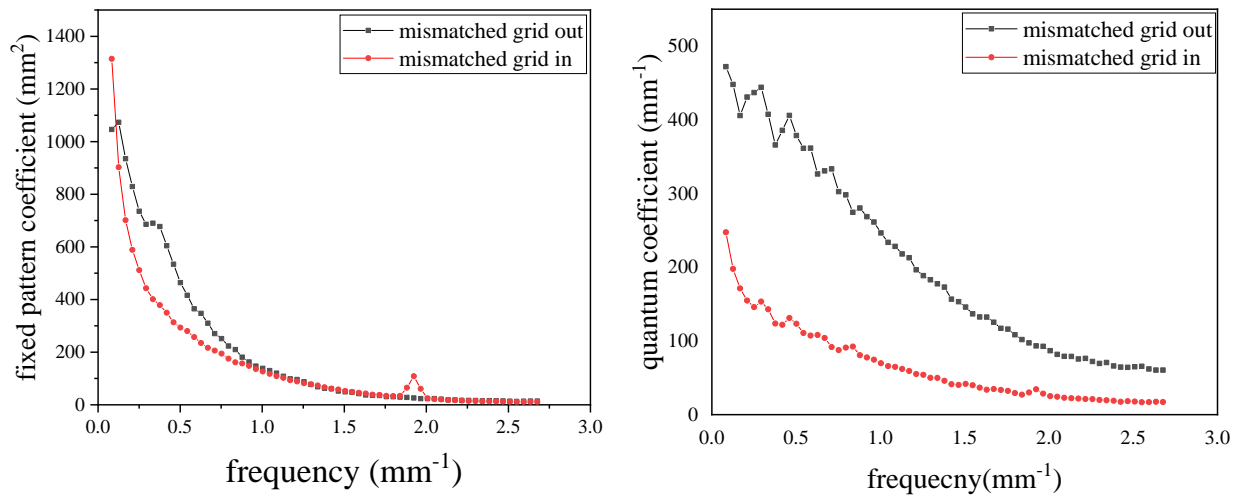 fixed pattern coefficient (mm²)
1400
1200
1000
800
600
400
200
0
mismatched grid out
mismatched grid in
0.0 0.5 1.0 1.5 2.0 2.5 3.0
frequency (mm⁻¹)
quantum coefficient (mm⁻¹)
500
400
300
200
100
0
mismatched grid out
mismatched grid in
0.0 0.5 1.0 1.5 2.0 2.5 3.0
frequecny(mm⁻¹)